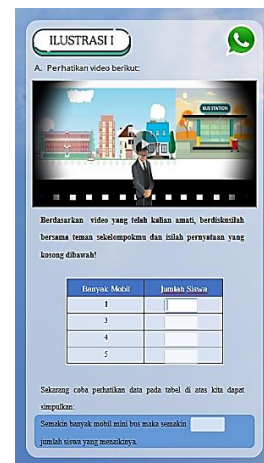 ILUSTRASI I
A. Perhatikan video berikut:
BUS STATION
Berdasarkan video yang telah kalian amati, berdiskusilah
bersama teman sekelompokmu dan isilah pernyataan yang
kosong dibawah!
Banyak Mobil Jumlah Siswa
1
3
4
5
Sekarang coba perhatikan data pada tabel di atas kita dapat
simpulkan:
Semakin banyak mobil mini bus maka semakin
jumlah siswa yang menaikinya.